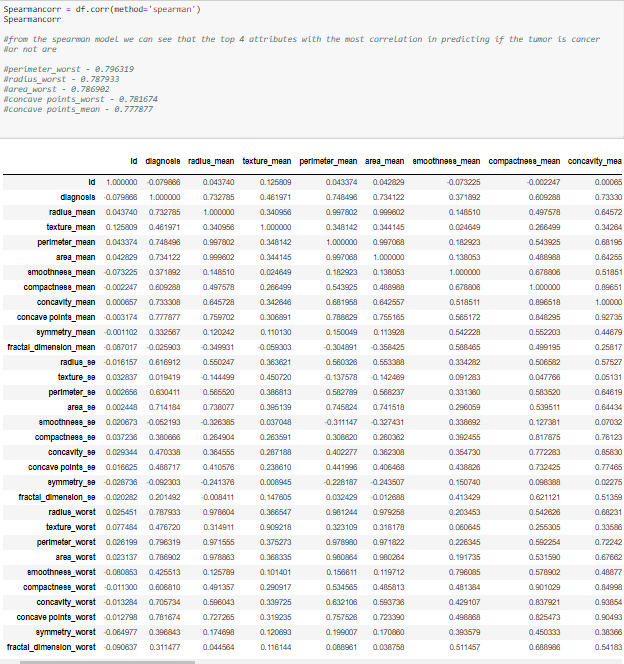 Spearmancorr = df.corr(method='spearman')
Spearmancorr
#from the spearman model we can see that the top 4 attributes with the most correlation in predicting if the tumor is cancer
#or not are
#perimeter_worst - 0.796319
#radius_worst - 0.787933
#area_worst - 0.786902
#concave points_worst - 0.781674
#concave points_mean - 0.777877
id diagnosis radius_mean texture_mean perimeter_mean area_mean smoothness_mean compactness_mean concavity_mea
id 1.000000 -0.079866 0.043740 0.125809 0.043374 0.042829 -0.073225 -0.002247 0.00065
diagnosis -0.079866 1.000000 0.732785 0.461971 0.748496 0.734122 0.371892 0.609288 0.73330
radius_mean 0.043740 0.732785 1.000000 0.340956 0.997802 0.999602 0.148510 0.497578 0.64572
texture_mean 0.125809 0.461971 0.340956 1.000000 0.348142 0.344145 0.024649 0.266499 0.34264
perimeter_mean 0.043374 0.748496 0.997802 0.348142 1.000000 0.997068 0.182923 0.543925 0.68195
area_mean 0.042829 0.734122 0.999602 0.344145 0.997068 1.000000 0.138053 0.488988 0.64255
smoothness_mean -0.073225 0.371892 0.148510 0.024649 0.182923 0.138053 1.000000 0.678806 0.51851
compactness_mean -0.002247 0.609288 0.497578 0.266499 0.543925 0.488988 0.678806 1.000000 0.89651
concavity_mean 0.000657 0.733308 0.645728 0.342646 0.681958 0.642557 0.518511 0.896518 1.00000
concave points_mean -0.003174 0.777877 0.759702 0.306891 0.788629 0.755165 0.565172 0.848295 0.92735
symmetry_mean -0.001102 0.332567 0.120242 0.110130 0.150049 0.113928 0.542228 0.552203 0.44679
fractal_dimension_mean -0.087017 -0.025903 -0.349931 -0.059303 -0.304891 -0.358425 0.588465 0.499195 0.25817
radius_se -0.016157 0.616912 0.550247 0.363621 0.560326 0.553388 0.334282 0.506582 0.57527
texture_se 0.032837 0.019419 -0.144499 0.450720 -0.137578 -0.142469 0.091283 0.047766 0.05131
perimeter_se 0.002656 0.630411 0.565520 0.386813 0.582789 0.568237 0.331360 0.583520 0.64619
area_se 0.002448 0.714184 0.738077 0.395139 0.745824 0.741518 0.296059 0.539511 0.64434
smoothness_se 0.020673 -0.052193 -0.326385 0.037048 -0.311147 -0.327431 0.338692 0.127381 0.07032
compactness_se 0.037236 0.380666 0.264904 0.263591 0.308620 0.260362 0.392455 0.817875 0.78123
concavity_se 0.029344 0.470338 0.364555 0.287188 0.402277 0.362308 0.354730 0.772283 0.85830
concave points_se 0.016625 0.488717 0.410576 0.238610 0.441996 0.406468 0.438826 0.732425 0.77465
symmetry_se -0.028736 -0.092303 -0.241376 0.008945 -0.228187 -0.243507 0.150740 0.098388 0.02275
fractal_dimension_se -0.020282 0.201492 -0.008411 0.147605 0.032459 -0.012688 0.413429 0.621121 0.51359
radius_worst 0.025451 0.787933 0.978604 0.366547 0.981244 0.979258 0.203453 0.542626 0.68231
texture_worst 0.077484 0.476720 0.314911 0.909218 0.323109 0.318178 0.060645 0.255305 0.33586
perimeter_worst 0.026199 0.796319 0.971555 0.375273 0.978980 0.971822 0.226345 0.592254 0.72242
area_worst 0.023137 0.786902 0.978863 0.368335 0.980864 0.980264 0.191735 0.531590 0.67662
smoothness_worst -0.080853 0.425513 0.125789 0.101401 0.156611 0.119712 0.796085 0.578902 0.48877
compactness_worst -0.011300 0.606810 0.491357 0.290917 0.534565 0.485813 0.481384 0.901029 0.84998
concavity_worst -0.013284 0.705734 0.596043 0.339725 0.632106 0.593736 0.429107 0.837921 0.93854
concave points_worst -0.012798 0.781674 0.727265 0.319235 0.757526 0.723390 0.498868 0.825473 0.90493
symmetry_worst -0.064977 0.396843 0.174698 0.120693 0.199007 0.170860 0.393579 0.450333 0.38366
fractal_dimension_worst -0.090637 0.311477 0.044564 0.116144 0.088961 0.038758 0.511457 0.688986 0.54183